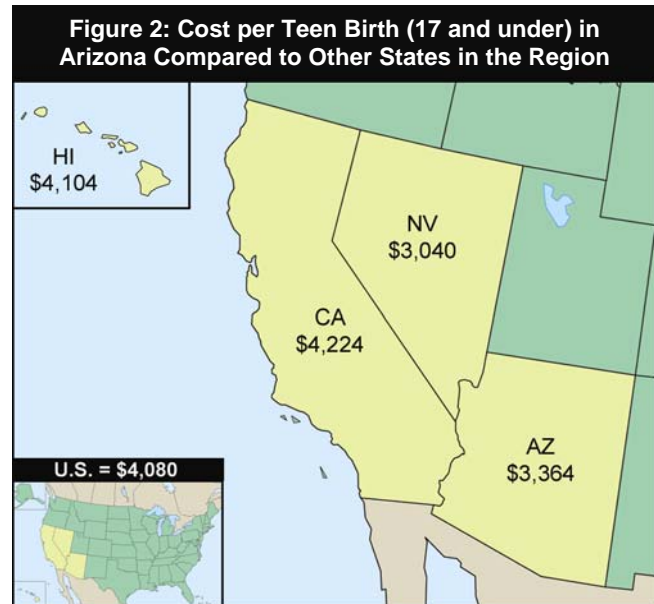 Figure 2: Cost per Teen Birth (17 and under) in
Arizona Compared to Other States in the Region
HI
$4,104
NV
$3,040
CA
$4,224
AZ
$3,364
U.S. = $4,080